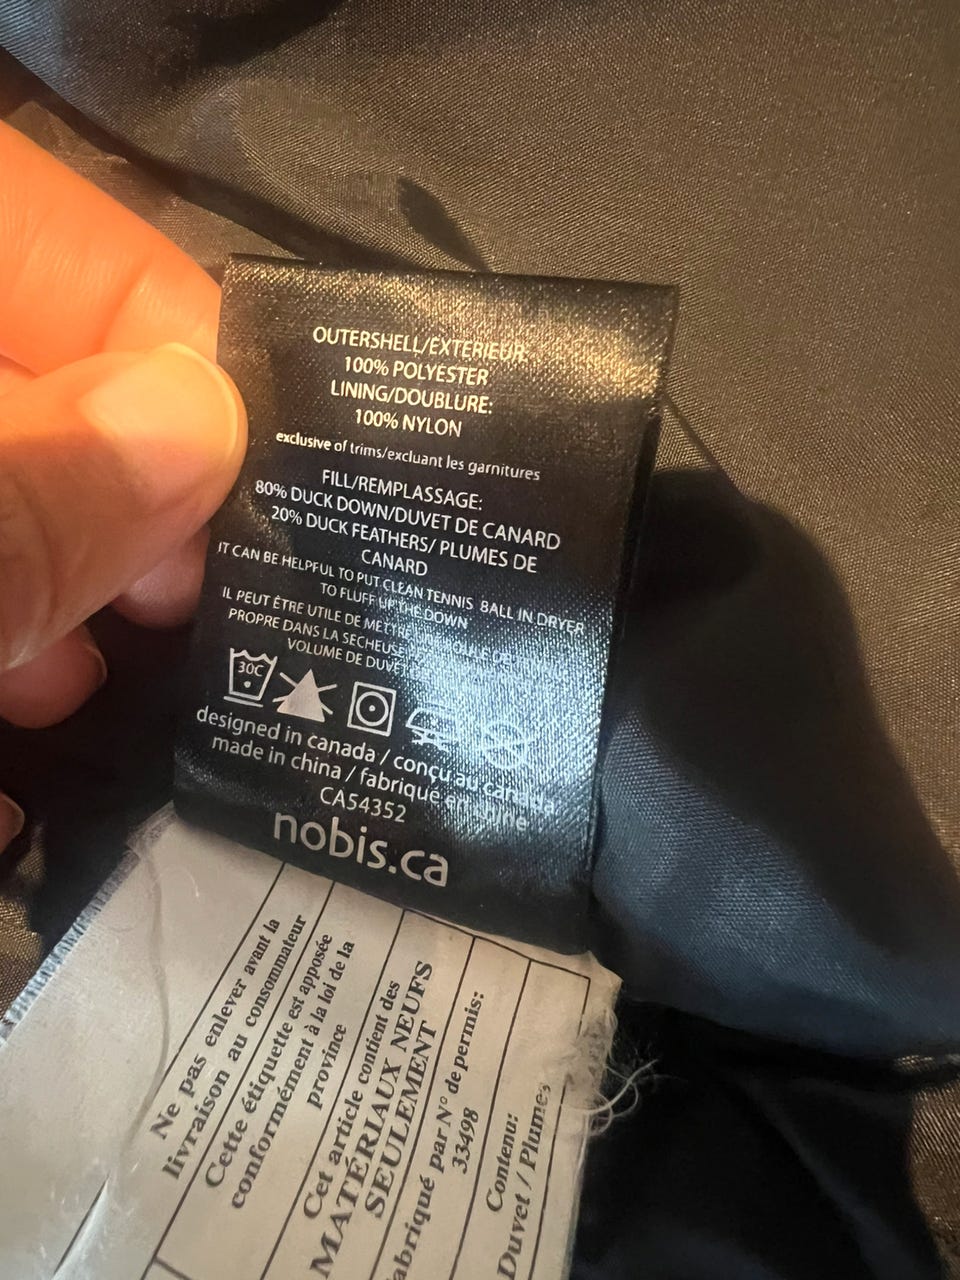 OUTERSHELL/EXTERIEUR:
100% POLYESTER
LINING/DOUBLURE:
100% NYLON
exclusive of trims/excluant les garnitures
FILL/REMPLASSAGE:
80% DUCK DOWN/DUVET DE CANARD
20% DUCK FEATHERS/ PLUMES DE
CANARD
IT CAN BE HELPFUL TO PUT CLEAN TENNIS BALL IN DRYER
TO FLUFF UP THE DOWN
IL PEUT ÊTRE UTILE DE METTRE
PROPRE DANS LA SECHEUSE
VOLUME DE DUVET
30C
designed in canada / conçu au canada
made in china / fabriqué en chine
CA54352
nobis.ca
Ne pas enlever avant la
livraison au consommateur
Cette étiquette est apposée
conformément à la loi de la
province
Cet article contient des
MATÉRIAUX NEUFS
SEULEMENT
abriqué par N° de permis:
33498
Contenu:
Duvet / Plumes